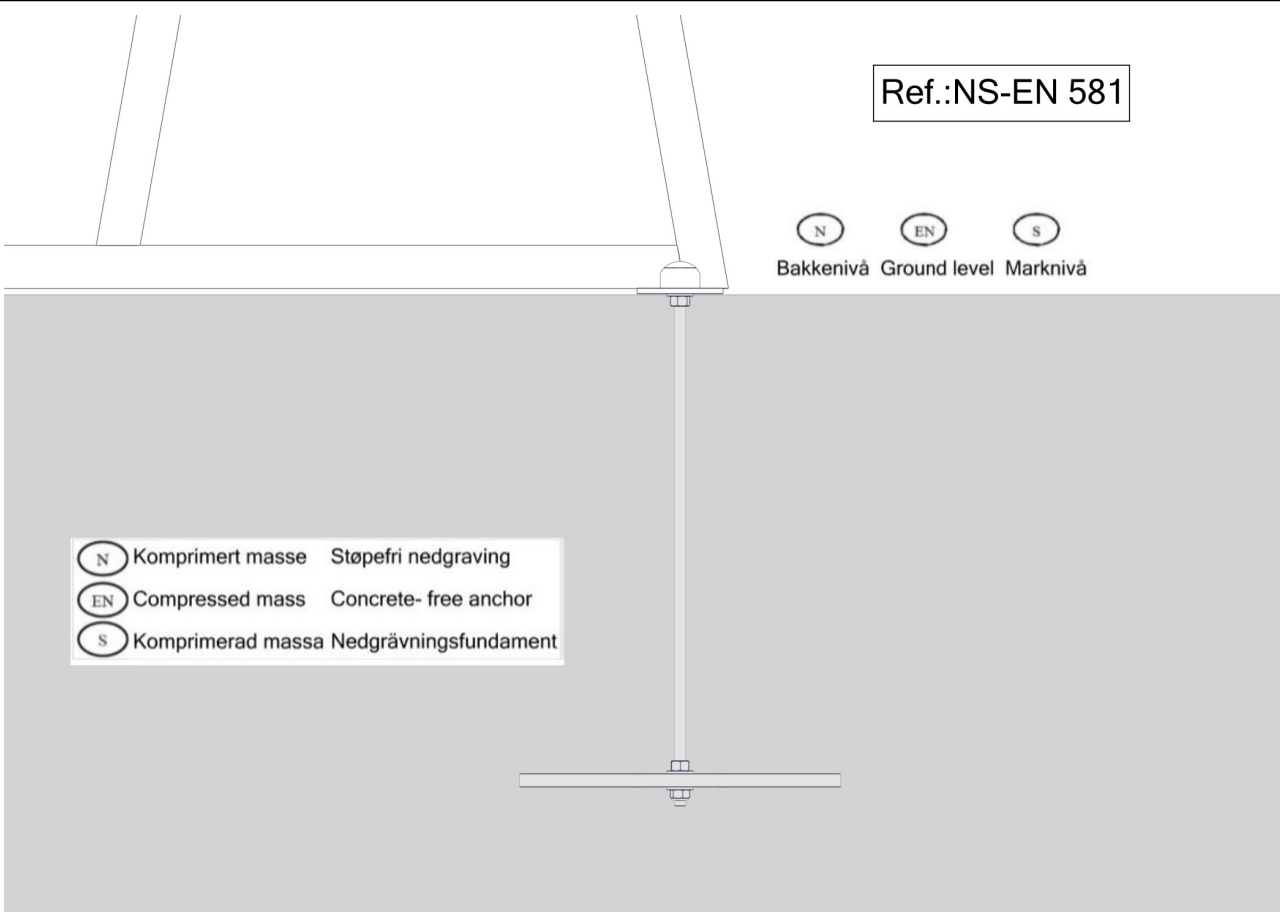 Ref.:NS-EN 581
N EN S
Bakkenivå Ground level Marknivå
N Komprimert masse Støpefri nedgraving
EN Compressed mass Concrete- free anchor
S Komprimerad massa Nedgrävningsfundament